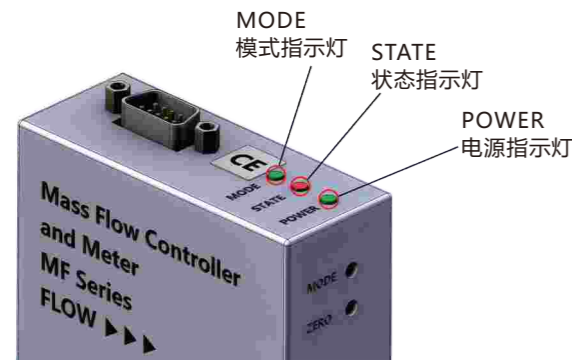 MODE
模式指示灯
STATE
状态指示灯
POWER
电源指示灯
CE
MODE
STATE
POWER
Mass Flow Controller
and Meter
MF Series
FLOW ▶ ▶ ▶
MODE
ZERO